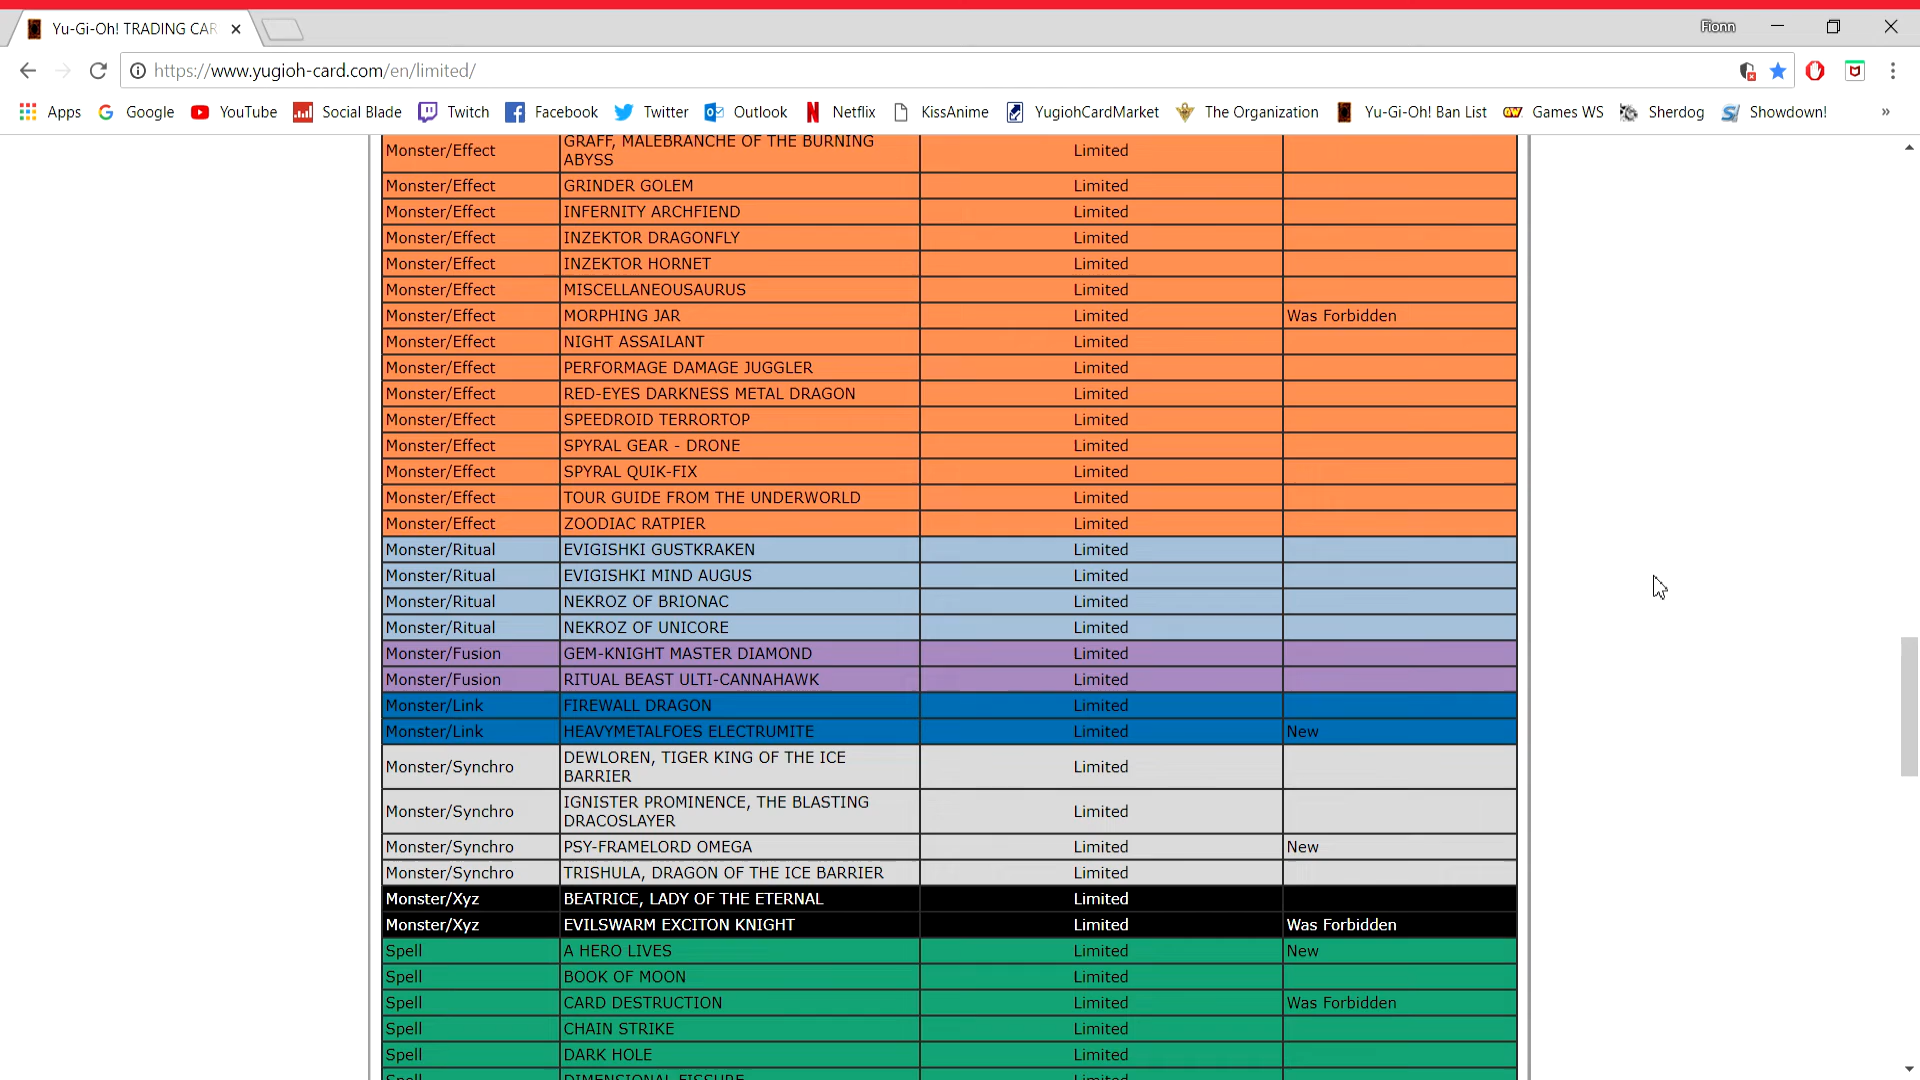 Yu-Gi-Oh! TRADING CAR
Fionn
https://www.yugioh-card.com/en/limited/
Apps Google YouTube Social Blade Twitch Facebook Twitter Outlook Netflix KissAnime YugiohCardMarket The Organization Yu-Gi-Oh! Ban List Games WS Sherdog Showdown! »
Monster/Effect GRAFF, MALEBRANCHE OF THE BURNING ABYSS Limited
Monster/Effect GRINDER GOLEM Limited
Monster/Effect INFERNITY ARCHFIEND Limited
Monster/Effect INZEKTOR DRAGONFLY Limited
Monster/Effect INZEKTOR HORNET Limited
Monster/Effect MISCELLANEOUSAURUS Limited
Monster/Effect MORPHING JAR Limited Was Forbidden
Monster/Effect NIGHT ASSAILANT Limited
Monster/Effect PERFORMAGE DAMAGE JUGGLER Limited
Monster/Effect RED-EYES DARKNESS METAL DRAGON Limited
Monster/Effect SPEEDROID TERRORTOP Limited
Monster/Effect SPYRAL GEAR - DRONE Limited
Monster/Effect SPYRAL QUIK-FIX Limited
Monster/Effect TOUR GUIDE FROM THE UNDERWORLD Limited
Monster/Effect ZOODIAC RATPIER Limited
Monster/Ritual EVIGISHKI GUSTKRAKEN Limited
Monster/Ritual EVIGISHKI MIND AUGUS Limited
Monster/Ritual NEKROZ OF BRIONAC Limited
Monster/Ritual NEKROZ OF UNICORE Limited
Monster/Fusion GEM-KNIGHT MASTER DIAMOND Limited
Monster/Fusion RITUAL BEAST ULTI-CANNAHAWK Limited
Monster/Link FIREWALL DRAGON Limited
Monster/Link HEAVYMETALFOES ELECTRUMITE Limited New
Monster/Synchro DEWLOREN, TIGER KING OF THE ICE BARRIER Limited
Monster/Synchro IGNISTER PROMINENCE, THE BLASTING DRACOSLAYER Limited
Monster/Synchro PSY-FRAMELORD OMEGA Limited New
Monster/Synchro TRISHULA, DRAGON OF THE ICE BARRIER Limited
Monster/Xyz BEATRICE, LADY OF THE ETERNAL Limited
Monster/Xyz EVILSWARM EXCITON KNIGHT Limited Was Forbidden
Spell A HERO LIVES Limited New
Spell BOOK OF MOON Limited
Spell CARD DESTRUCTION Limited Was Forbidden
Spell CHAIN STRIKE Limited
Spell DARK HOLE Limited
Spell DIMENSIONAL FISSURE Limited